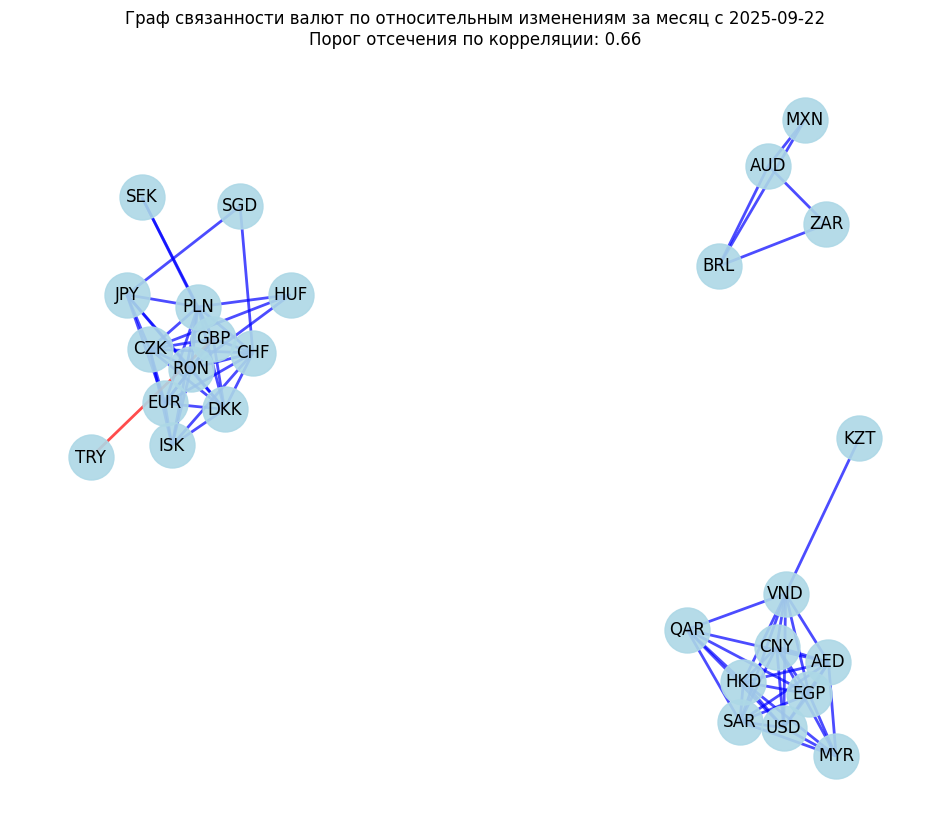 Граф связанности валют по относительным изменениям за месяц с 2025-09-22
Порог отсечения по корреляции: 0.66
MXN
AUD
SEK
SGD
ZAR
BRL
JPY
HUF
PLN
GBP
CZK
CHF
RON
EUR
DKK
KZT
ISK
TRY
VND
QAR
CNY
AED
HKD
EGP
SAR
USD
MYR